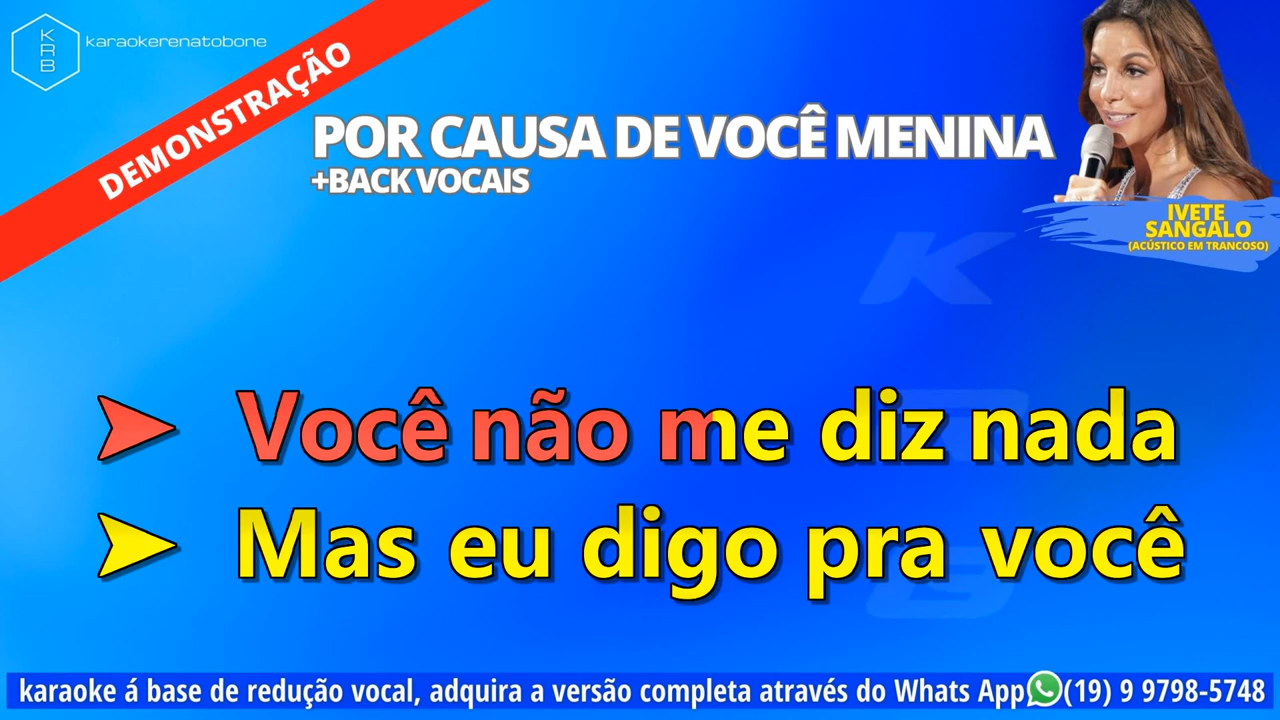 K
R
B
karaokerenatobone
DEMONSTRAÇÃO
POR CAUSA DE VOCÊ MENINA
+BACK VOCAIS
IVETE
SANGALO
(ACÚSTICO EM TRANCOSO)
K
R
B
Você não me diz nada
Mas eu digo pra você
karaoke á base de redução vocal, adquira a versão completa através do Whats App (19) 9 9798-5748